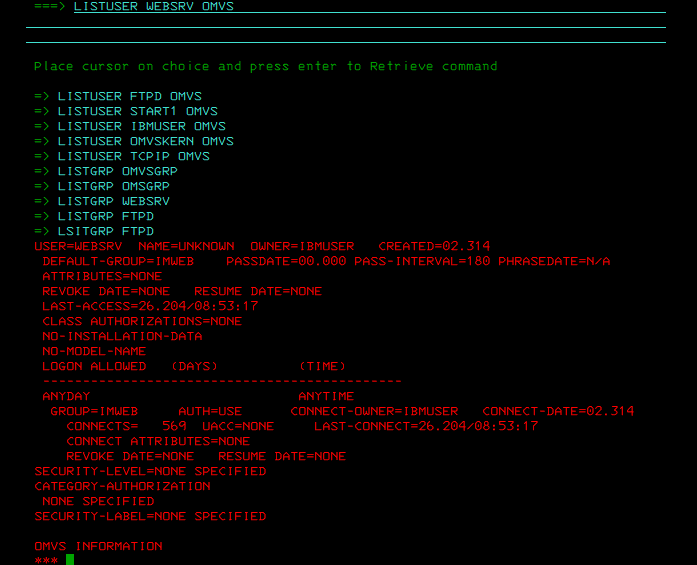 ===> LISTUSER WEBSRV OMVS
Place cursor on choice and press enter to Retrieve command
=> LISTUSER FTPD OMVS
=> LISTUSER START1 OMVS
=> LISTUSER IBMUSER OMVS
=> LISTUSER OMVSKERN OMVS
=> LISTUSER TCPIP OMVS
=> LISTGRP OMVSGRP
=> LISTGRP OMSGRP
=> LISTGRP WEBSRV
=> LISTGRP FTPD
=> LSITGRP FTPD
USER=WEBSRV  NAME=UNKNOWN  OWNER=IBMUSER   CREATED=02.314
DEFAULT-GROUP=IMWEB    PASSDATE=00.000 PASS-INTERVAL=180 PHRASEDATE=N/A
ATTRIBUTES=NONE
REVOKE DATE=NONE   RESUME DATE=NONE
LAST-ACCESS=26.204/08:53:17
CLASS AUTHORIZATIONS=NONE
NO-INSTALLATION-DATA
NO-MODEL-NAME
LOGON ALLOWED   (DAYS)          (TIME)
---------------------------------------------
ANYDAY                          ANYTIME
GROUP=IMWEB     AUTH=USE      CONNECT-OWNER=IBMUSER   CONNECT-DATE=02.314
CONNECTS=   569  UACC=NONE     LAST-CONNECT=26.204/08:53:17
CONNECT ATTRIBUTES=NONE
REVOKE DATE=NONE   RESUME DATE=NONE
SECURITY-LEVEL=NONE SPECIFIED
CATEGORY-AUTHORIZATION
NONE SPECIFIED
SECURITY-LABEL=NONE SPECIFIED
OMVS INFORMATION
***